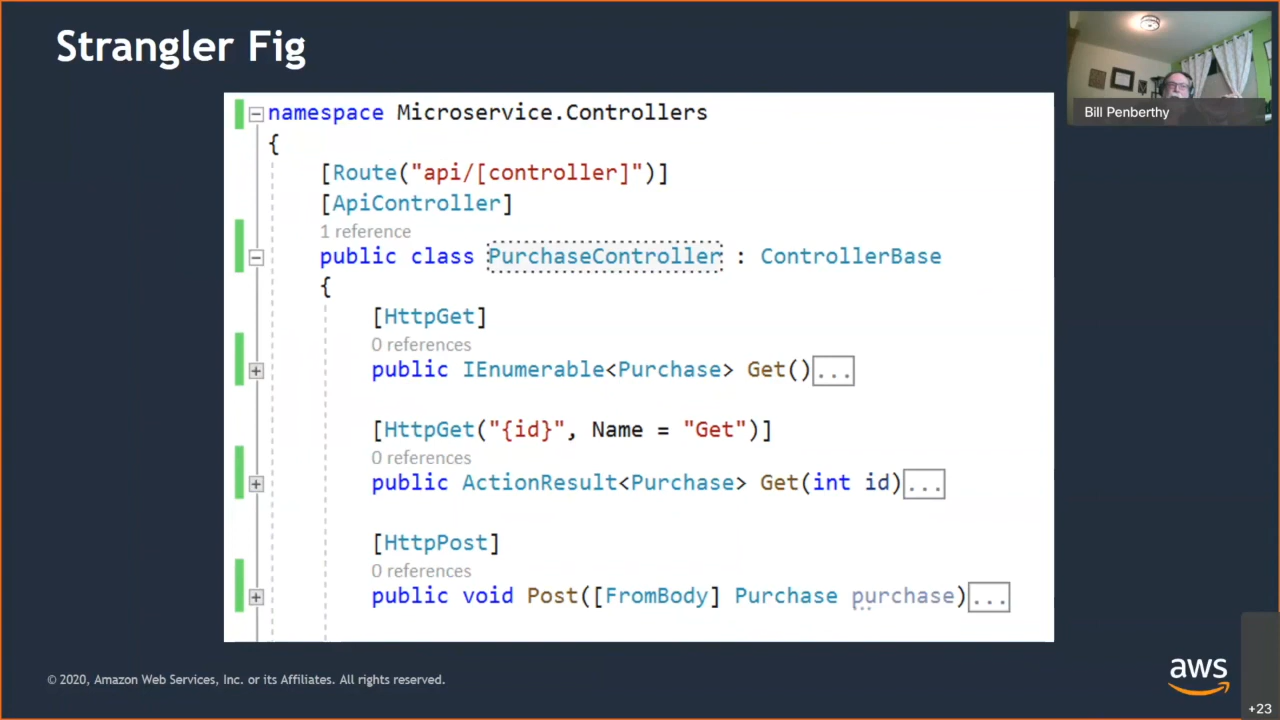 Strangler Fig
Bill Penberthy
namespace Microservice.Controllers
{
[Route("api/[controller]")]
[ApiController]
1 reference
public class PurchaseController : ControllerBase
{
[HttpGet]
0 references
public IEnumerable<Purchase> Get()...
[HttpGet("{id}", Name = "Get")]
0 references
public ActionResult<Purchase> Get(int id)...
[HttpPost]
0 references
public void Post([FromBody] Purchase purchase)...
© 2020, Amazon Web Services, Inc. or its Affiliates. All rights reserved.
aws
+23